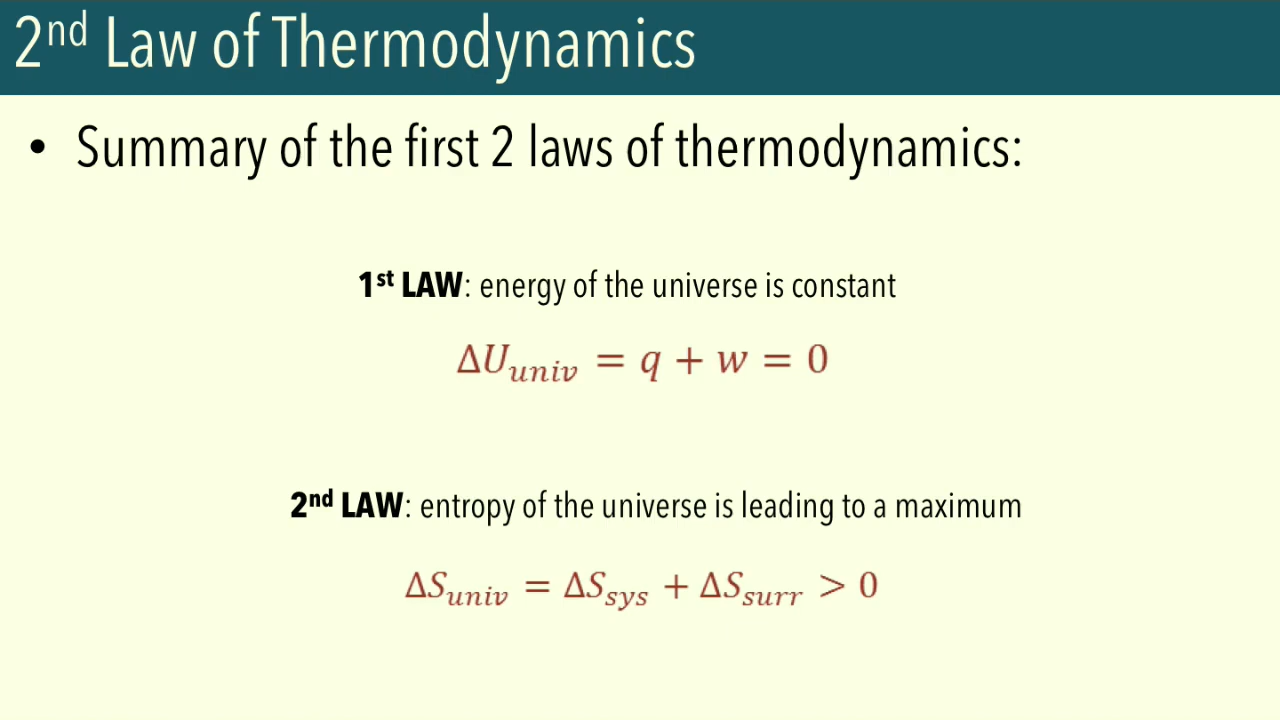 2ⁿᵈ Law of Thermodynamics
• Summary of the first 2 laws of thermodynamics:
1ˢᵗ LAW: energy of the universe is constant
ΔU_univ = q + w = 0
2ⁿᵈ LAW: entropy of the universe is leading to a maximum
ΔS_univ = ΔS_sys + ΔS_surr > 0